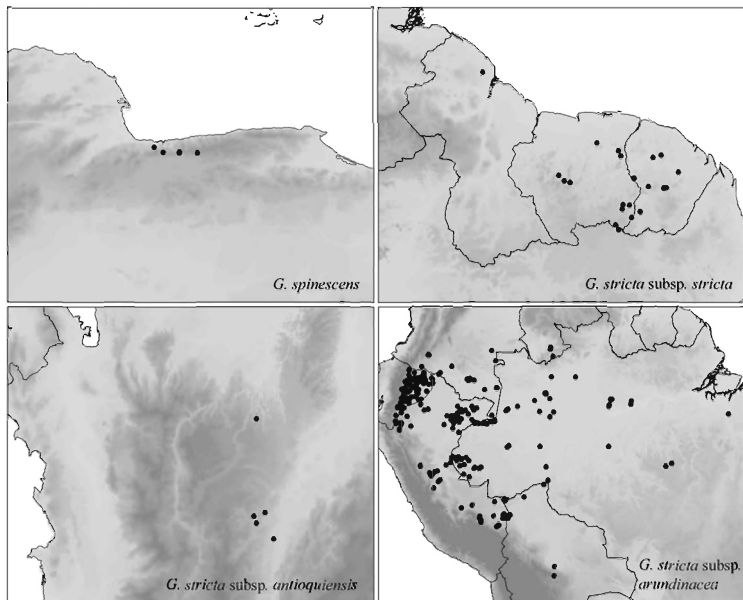 G. spinescens
G. stricta subsp. stricta
G. stricta subsp. antioquiensis
G. stricta subsp.
arundinacea